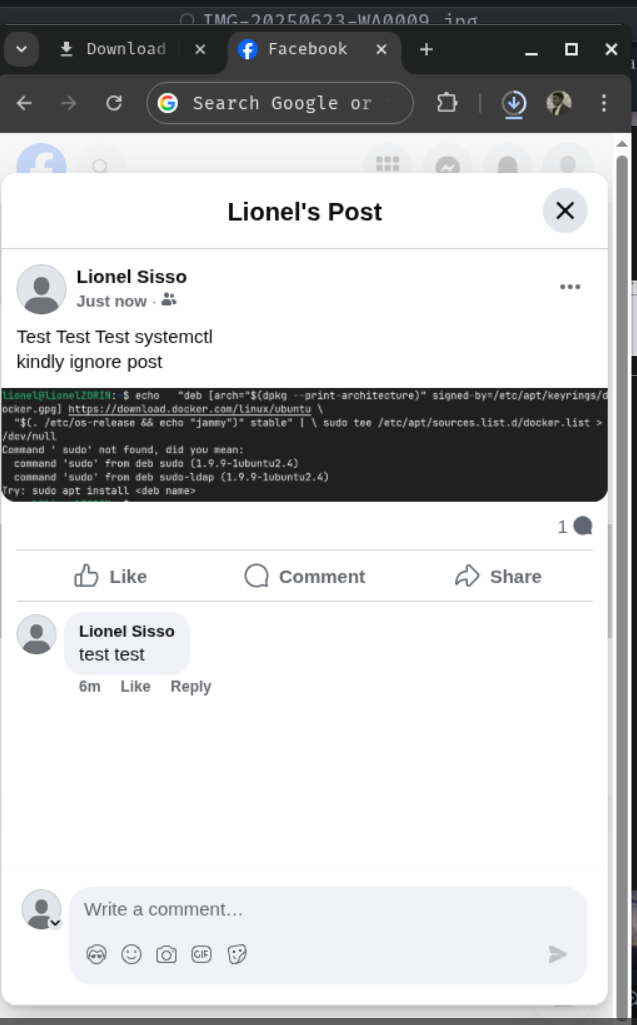 IMG-20250623-WA0009.jpg
Download
Facebook
Search Google or
Lionel's Post
Lionel Sisso
Just now ·
Test Test Test systemctl
kindly ignore post
lionel@lionelZORIN:~$ echo "deb [arch="$(dpkg --print-architecture)" signed-by=/etc/apt/keyrings/d
ocker.gpg] https://download.docker.com/linux/ubuntu \
"$(. /etc/os-release && echo "jammy")" stable" | \ sudo tee /etc/apt/sources.list.d/docker.list >
/dev/null
Command ' sudo' not found, did you mean:
command 'sudo' from deb sudo (1.9.9-1ubuntu2.4)
command 'sudo' from deb sudo-ldap (1.9.9-1ubuntu2.4)
Try: sudo apt install <deb name>
1
Like Comment Share
Lionel Sisso
test test
6m Like Reply
Write a comment…
GIF